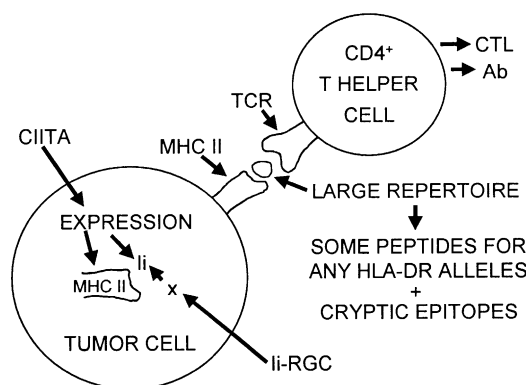 CD4⁺
T HELPER
CELL
CTL
Ab
TCR
MHC II
CIITA
LARGE REPERTOIRE
EXPRESSION
Ii
MHC II
x
SOME PEPTIDES FOR
ANY HLA-DR ALLELES
+
CRYPTIC EPITOPES
TUMOR CELL
Ii-RGC